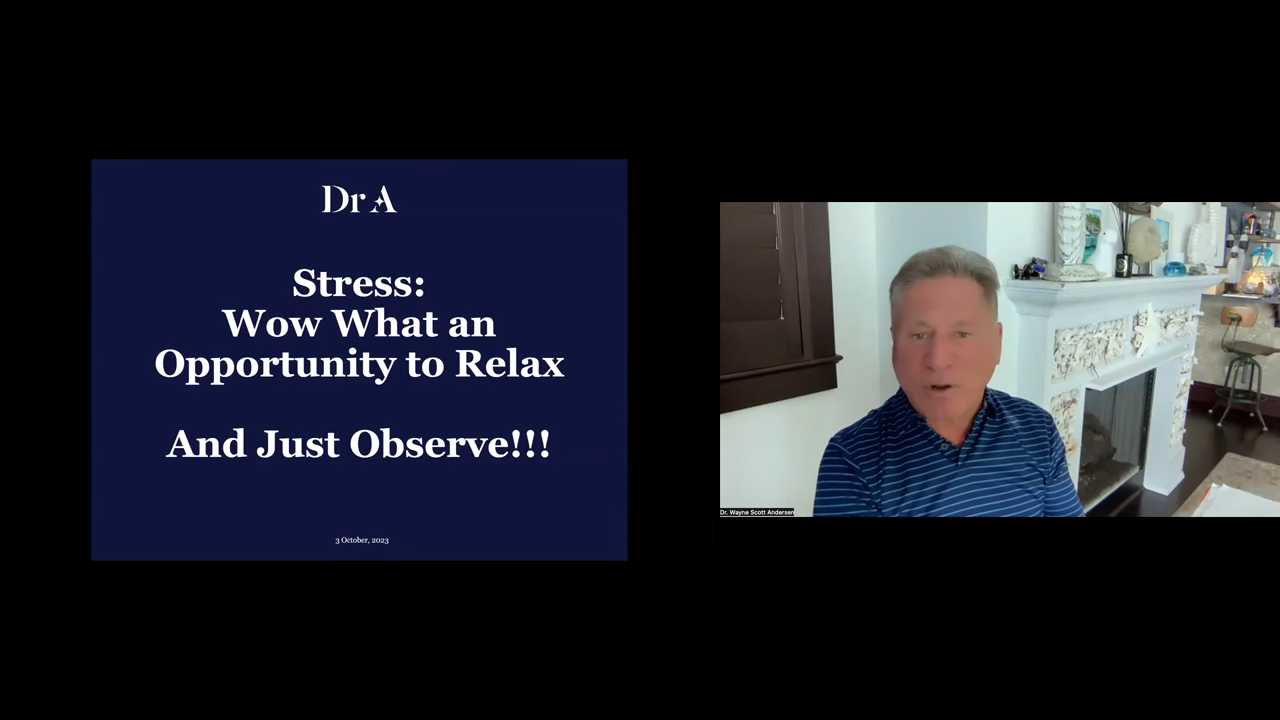 Dr A
Stress:
Wow What an
Opportunity to Relax
And Just Observe!!!
3 October, 2023
Dr. Wayne Scott Andersen